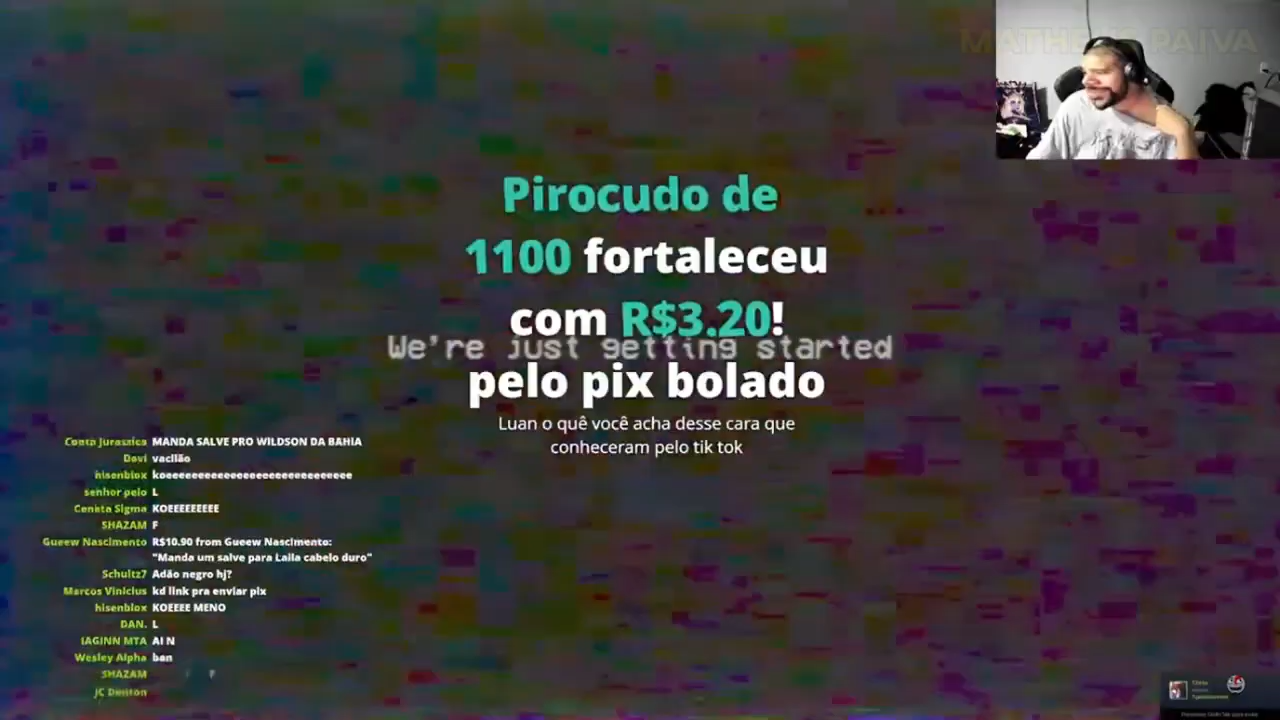 MATHEUS PAIVA
Pirocudo de
1100 fortaleceu
com R$3.20!
We're just getting started
pelo pix bolado
Luan o quê você acha desse cara que
conheceram pelo tik tok
MANDA SALVE PRO WILDSON DA BAHIA
Davi vacilão
hisenblox koeeeeeeeeeeeeeeeeeeeeeeeeeeeeeee
senhor pelo L
Canista Sigma KOEEEEEEEEE
SHAZAM F
Gueew Nascimento R$10.90 from Gueew Nascimento:
"Manda um salve para Laila cabelo duro"
Schultz7 Adão negro hj?
Marcos Vinicius kd link pra enviar pix
hisenblox KOEEEE MENO
DAN. L
IAGINN MTA AI N
Wesley Alpha ban
SHAZAM F
JC Denton